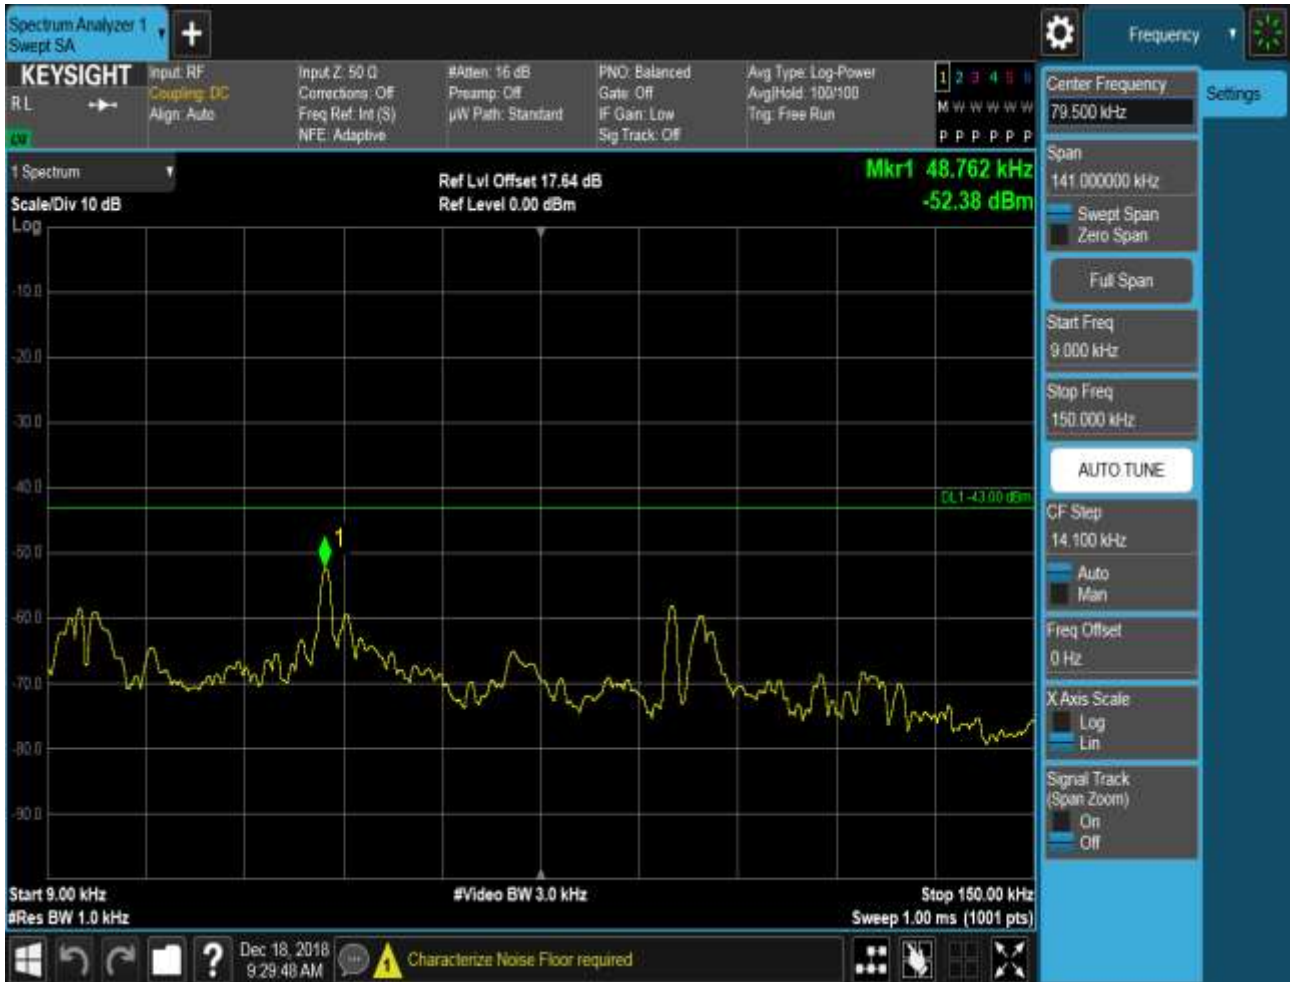 Spectrum Analyzer 1
Swept SA
+
Frequency
KEYSIGHT
R L
Input: RF
Coupling: DC
Align: Auto
Input Z: 50 Ω
Corrections: Off
Freq Ref: Int (S)
NFE: Adaptive
#Atten: 16 dB
Preamp: Off
µW Path: Standard
PNO: Balanced
Gate: Off
IF Gain: Low
Sig Track: Off
Avg Type: Log-Power
Avg|Hold: 100/100
Trig: Free Run
1 2 3 4 5 6
M W W W W W
P P P P P P
1 Spectrum
Scale/Div 10 dB
Ref Lvl Offset 17.64 dB
Ref Level 0.00 dBm
Mkr1 48.762 kHz
-52.38 dBm
Log
-10.0
-20.0
-30.0
-40.0
-50.0
-60.0
-70.0
-80.0
-90.0
DL1 -43.00 dBm
1
Start 9.00 kHz
#Res BW 1.0 kHz
#Video BW 3.0 kHz
Stop 150.00 kHz
Sweep 1.00 ms (1001 pts)
Center Frequency
79.500 kHz
Span
141.000000 kHz
Swept Span
Zero Span
Full Span
Start Freq
9.000 kHz
Stop Freq
150.000 kHz
AUTO TUNE
CF Step
14.100 kHz
Auto
Man
Freq Offset
0 Hz
X Axis Scale
Log
Lin
Signal Track
(Span Zoom)
On
Off
Settings
?
Dec 18, 2018
9:29:48 AM
1
Characterize Noise Floor required